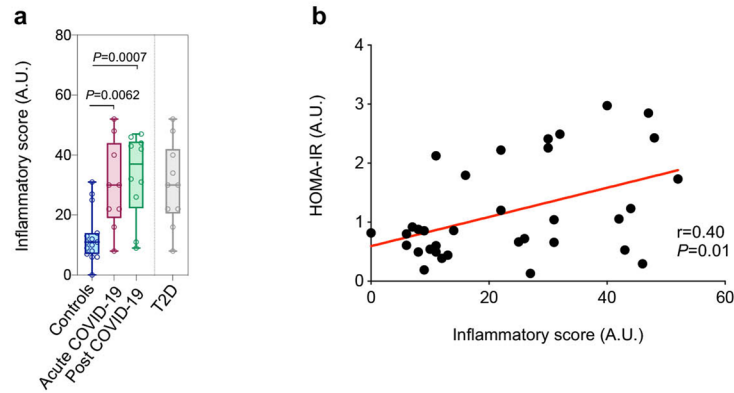 a
Inflammatory score (A.U.)
80
60
40
20
0
P=0.0007
P=0.0062
Controls
Acute COVID-19
Post COVID-19
T2D
b
HOMA-IR (A.U.)
4
3
2
1
0
r=0.40
P=0.01
0
20
40
60
Inflammatory score (A.U.)